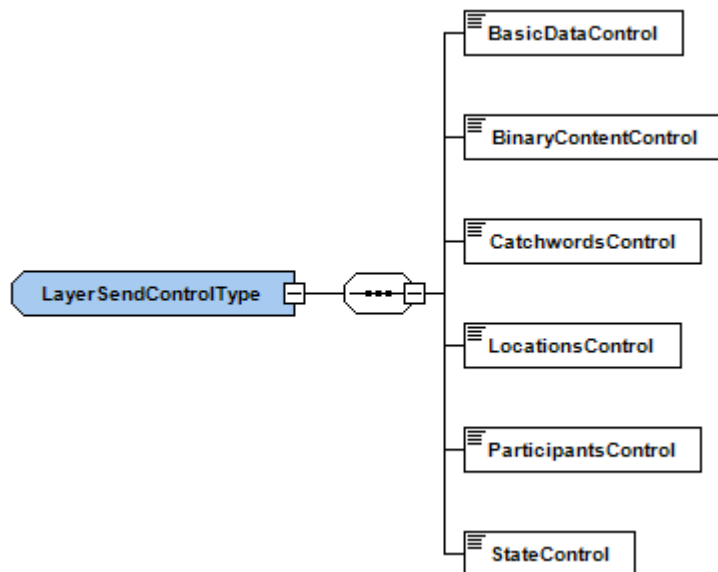 BasicDataControl
BinaryContentControl
CatchwordsControl
LayerSendControlType
LocationsControl
ParticipantsControl
StateControl